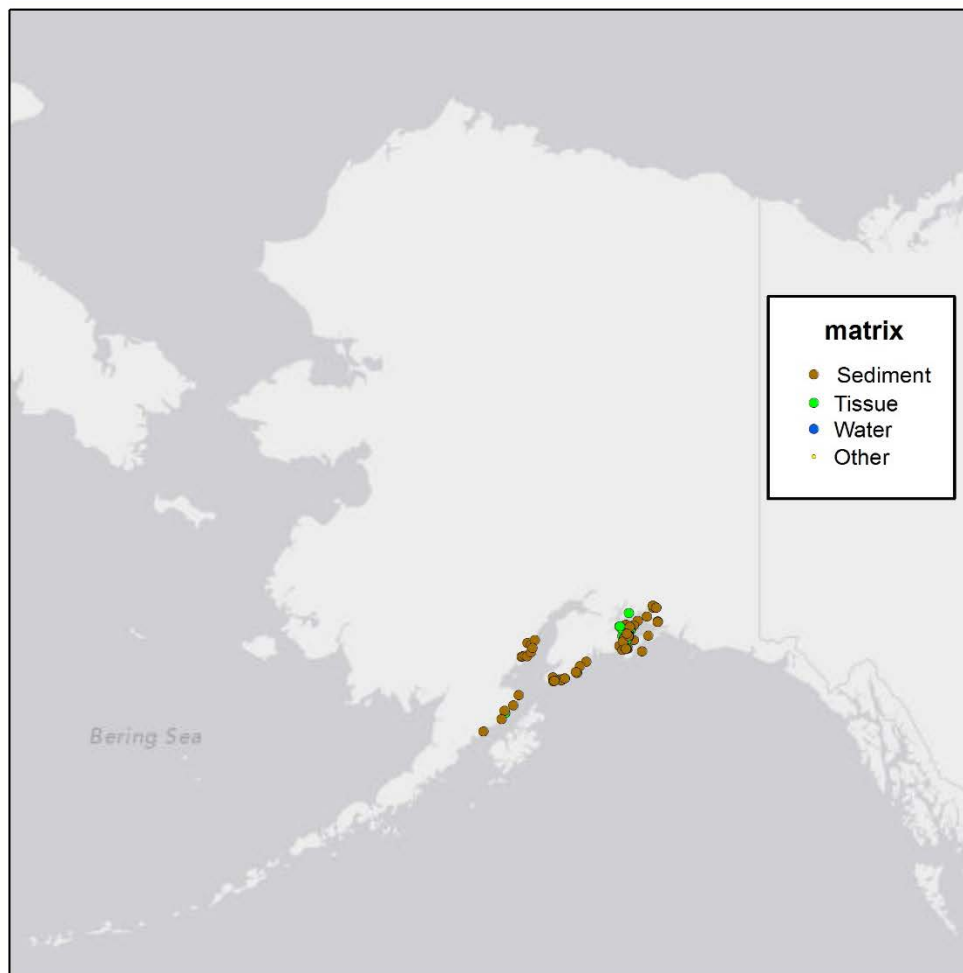 matrix
Sediment
Tissue
Water
Other
Bering Sea